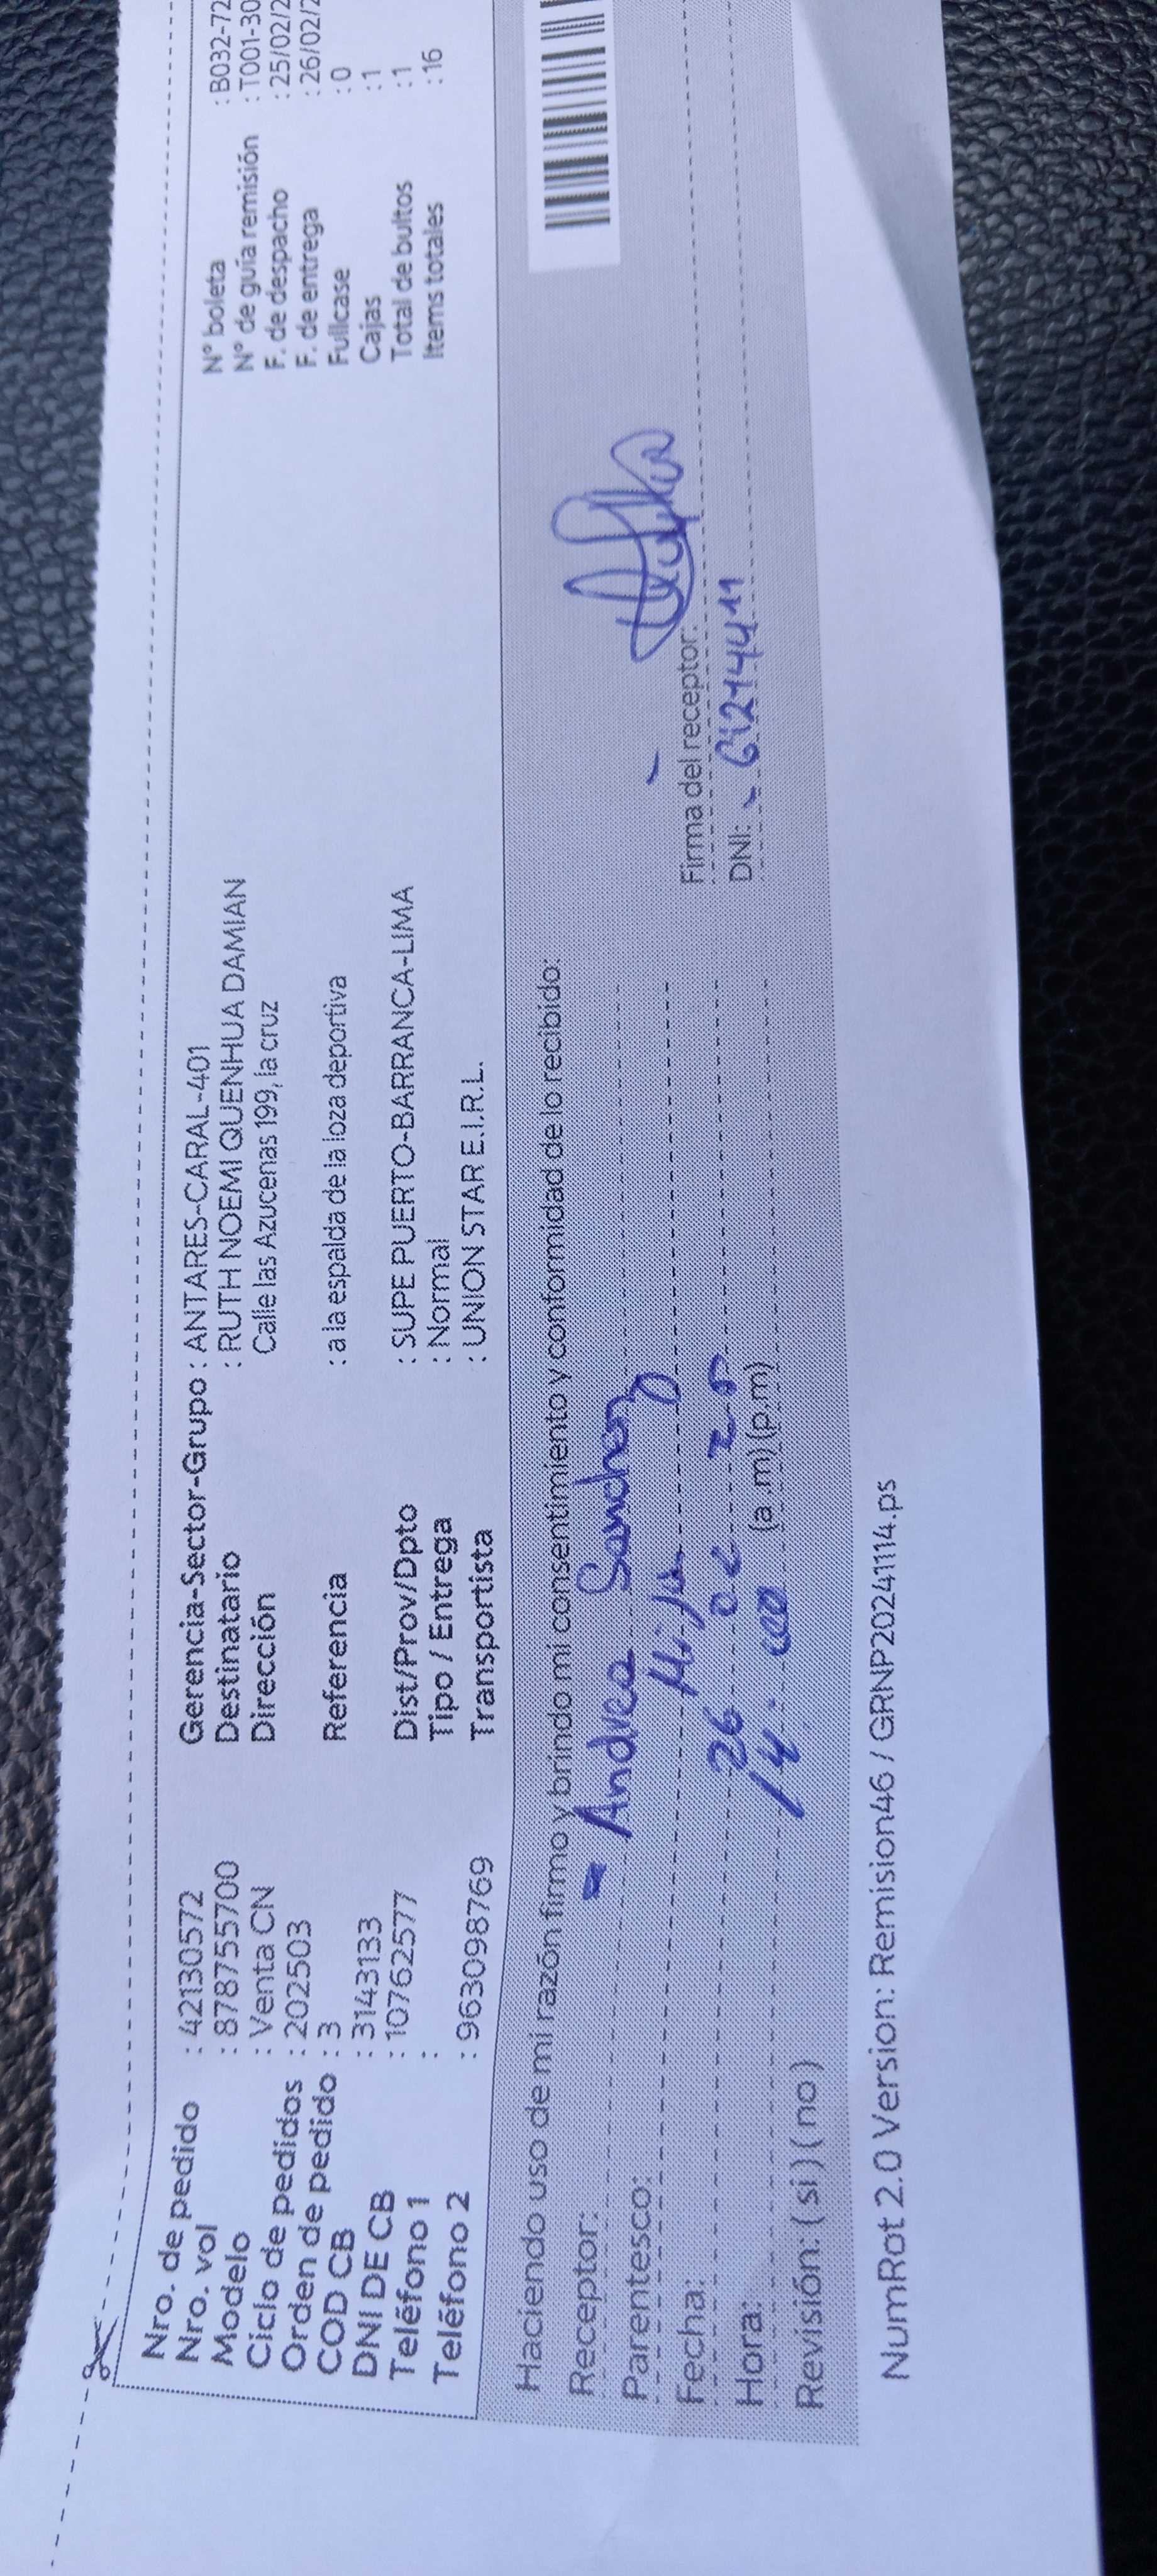 Nro. de pedido : 42130572
Nro. vol : 878755700
Modelo : Venta CN
Ciclo de pedidos : 202503
Orden de pedido : 3
COD CB : 3143133
DNI DE CB : 10762577
Teléfono 1 :
Teléfono 2 : 963098769
Gerencia-Sector-Grupo : ANTARES-CARAL-401
Destinatario : RUTH NOEMI QUENHUA DAMIAN
Dirección Calle las Azucenas 199, la cruz
Referencia : a la espalda de la loza deportiva
Dist/Prov/Dpto : SUPE PUERTO-BARRANCA-LIMA
Tipo / Entrega : Normal
Transportista : UNION STAR E.I.R.L.
N° boleta : B032-72
N° de guía remisión : T001-30
F. de despacho : 25/02/2
F. de entrega : 26/02/2
Fullcase : 0
Cajas : 1
Total de bultos : 1
Items totales : 16
Haciendo uso de mi razón firmo y brindo mi consentimiento y conformidad de lo recibido:
Receptor: - Andrea Sanchez
Parentesco:
Fecha: 26 02 25
Hora: 14. 00 (a .m)(p.m)
Revisión: ( si ) ( no )
Firma del receptor:
DNI: -
NumRot 2.0 Version: Remision46 / GRNP20241114.ps